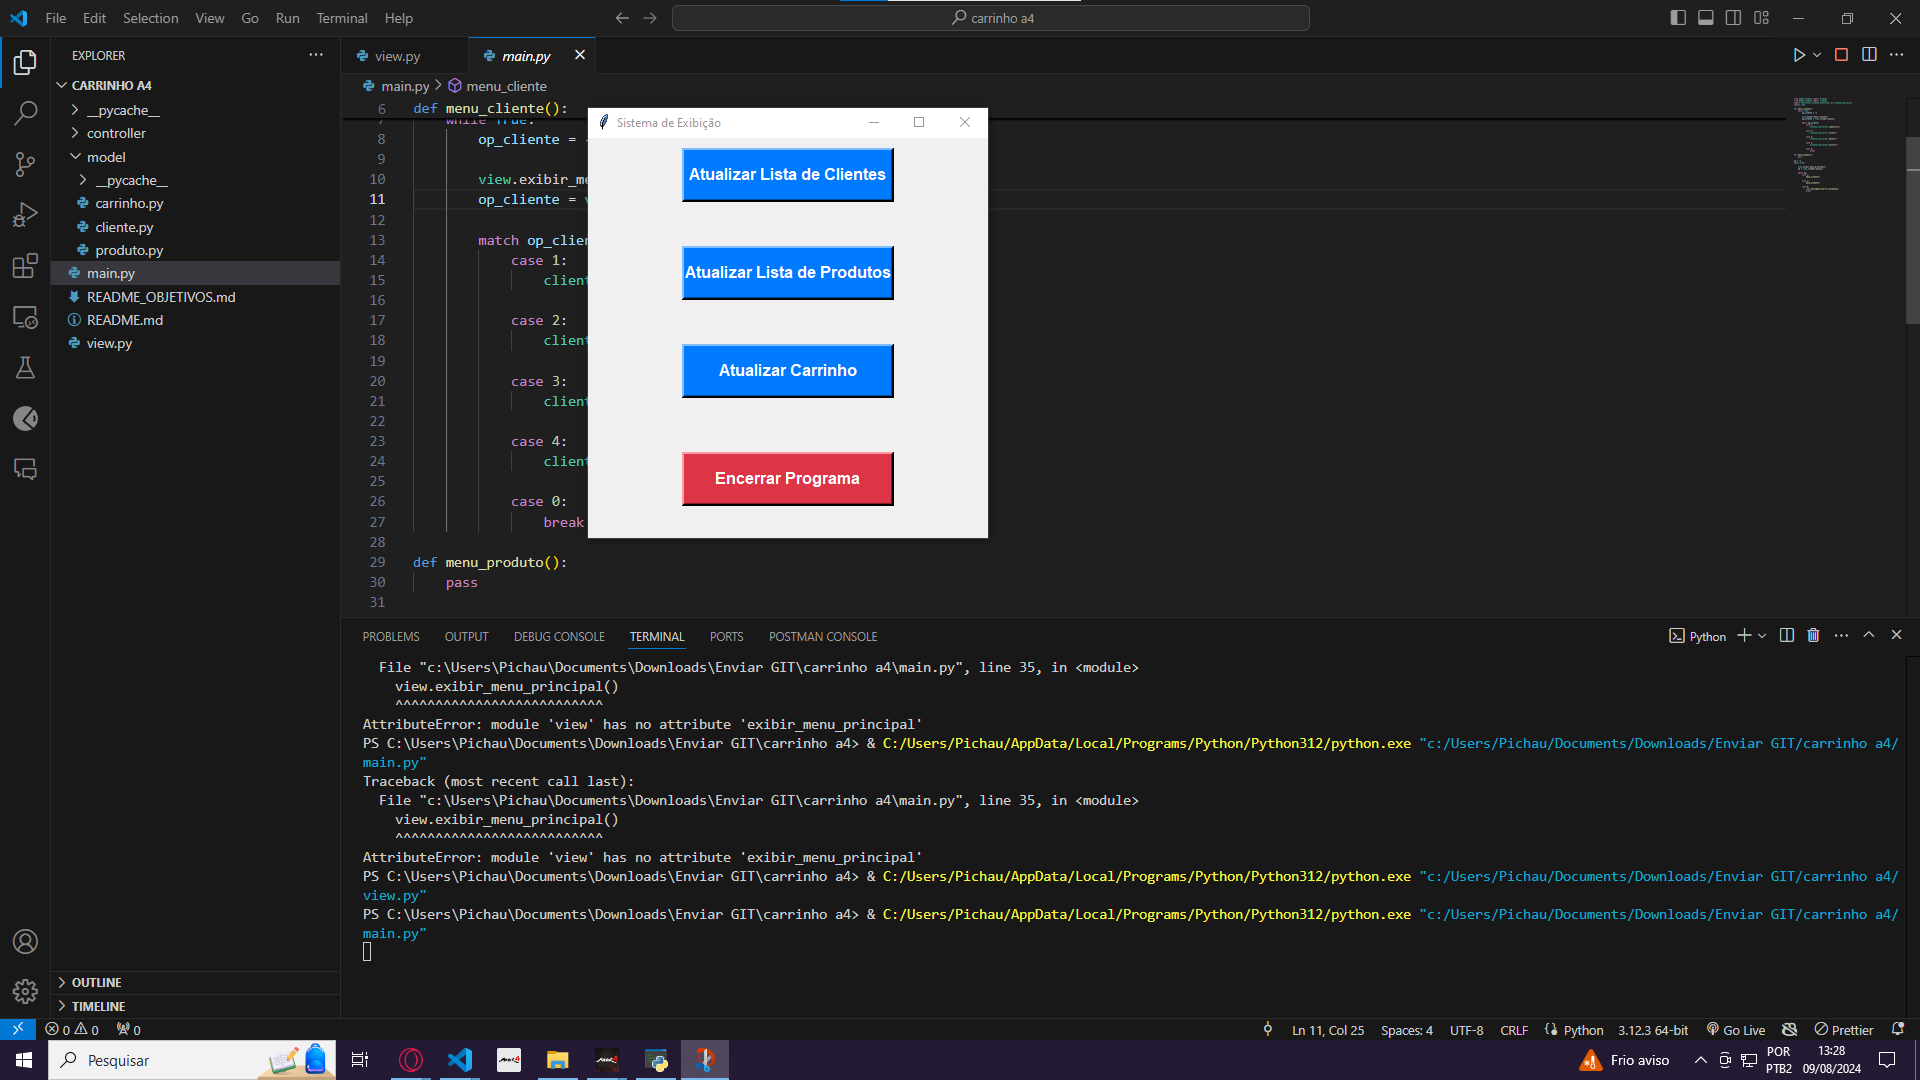 File Edit Selection View Go Run Terminal Help
carrinho a4
EXPLORER
CARRINHO A4
__pycache__
controller
model
__pycache__
carrinho.py
cliente.py
produto.py
main.py
README_OBJETIVOS.md
README.md
view.py
OUTLINE
TIMELINE
view.py
main.py
main.py > menu_cliente
6 def menu_cliente():
7 while True:
8 op_cliente =
9
10 view.exibir_me
11 op_cliente =
12
13 match op_clien
14 case 1:
15 client
16
17 case 2:
18 client
19
20 case 3:
21 client
22
23 case 4:
24 client
25
26 case 0:
27 break
28
29 def menu_produto():
30 pass
31
Sistema de Exibição
Atualizar Lista de Clientes
Atualizar Lista de Produtos
Atualizar Carrinho
Encerrar Programa
PROBLEMS OUTPUT DEBUG CONSOLE TERMINAL PORTS POSTMAN CONSOLE
Python
File "c:\Users\Pichau\Documents\Downloads\Enviar GIT\carrinho a4\main.py", line 35, in <module>
view.exibir_menu_principal()
^^^^^^^^^^^^^^^^^^^^^^^^^^
AttributeError: module 'view' has no attribute 'exibir_menu_principal'
PS C:\Users\Pichau\Documents\Downloads\Enviar GIT\carrinho a4> & C:/Users/Pichau/AppData/Local/Programs/Python/Python312/python.exe "c:/Users/Pichau/Documents/Downloads/Enviar GIT/carrinho a4/
main.py"
Traceback (most recent call last):
File "c:\Users\Pichau\Documents\Downloads\Enviar GIT\carrinho a4\main.py", line 35, in <module>
view.exibir_menu_principal()
^^^^^^^^^^^^^^^^^^^^^^^^^^
AttributeError: module 'view' has no attribute 'exibir_menu_principal'
PS C:\Users\Pichau\Documents\Downloads\Enviar GIT\carrinho a4> & C:/Users/Pichau/AppData/Local/Programs/Python/Python312/python.exe "c:/Users/Pichau/Documents/Downloads/Enviar GIT/carrinho a4/
view.py"
PS C:\Users\Pichau\Documents\Downloads\Enviar GIT\carrinho a4> & C:/Users/Pichau/AppData/Local/Programs/Python/Python312/python.exe "c:/Users/Pichau/Documents/Downloads/Enviar GIT/carrinho a4/
main.py"
0 0 0 Ln 11, Col 25 Spaces: 4 UTF-8 CRLF Python 3.12.3 64-bit Go Live Prettier
Pesquisar
Frio aviso
POR
PTB2
13:28
09/08/2024